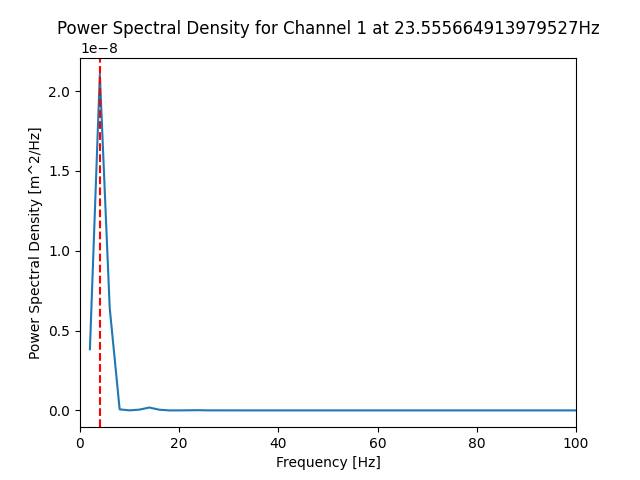 Power Spectral Density for Channel 1 at 23.555664913979527Hz
1e−8
2.0
1.5
1.0
0.5
0.0
Power Spectral Density [m^2/Hz]
0 20 40 60 80 100
Frequency [Hz]